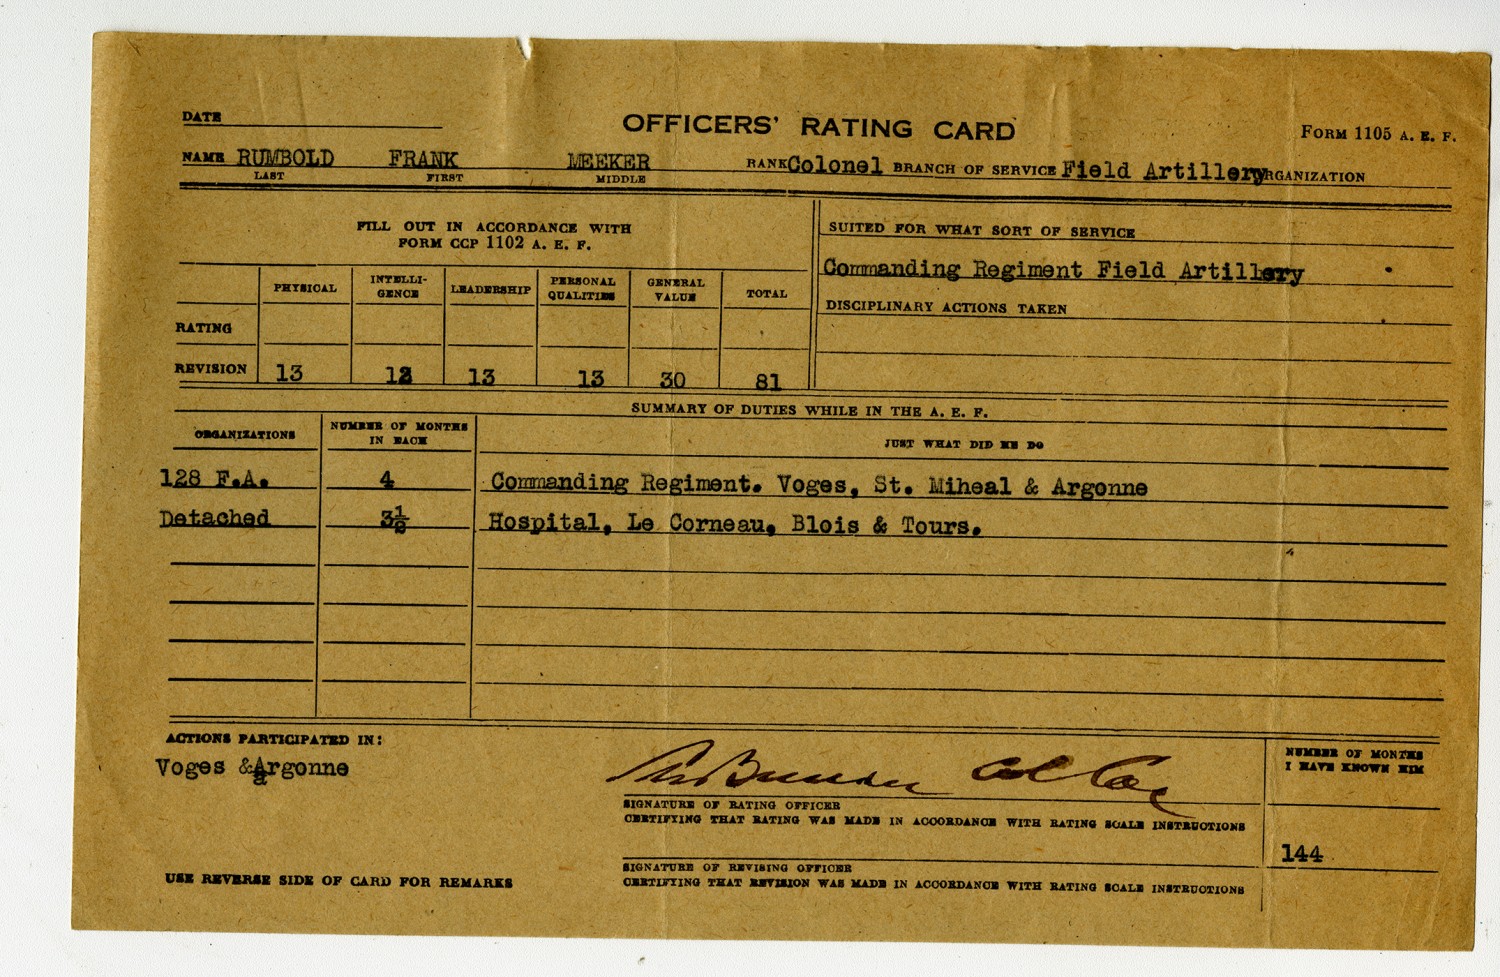 DATE
OFFICERS' RATING CARD
FORM 1105 A. E. F.
NAME RUMBOLD FRANK MEEKER RANK Colonel BRANCH OF SERVICE Field Artillery ORGANIZATION
LAST FIRST MIDDLE
FILL OUT IN ACCORDANCE WITH
FORM CCP 1102 A. E. F.
PHYSICAL INTELLI-GENCE LEADERSHIP PERSONAL QUALITIES GENERAL VALUE TOTAL
RATING
REVISION 13 12 13 13 30 81
SUITED FOR WHAT SORT OF SERVICE
Commanding Regiment Field Artillery
DISCIPLINARY ACTIONS TAKEN
SUMMARY OF DUTIES WHILE IN THE A. E. F.
ORGANIZATIONS NUMBER OF MONTHS IN EACH JUST WHAT DID HE DO
128 F.A. 4 Commanding Regiment. Voges, St. Miheal & Argonne
Detached 3½ Hospital, Le Corneau, Blois & Tours.
ACTIONS PARTICIPATED IN:
Voges & Argonne
NUMBER OF MONTHS
I HAVE KNOWN HIM
SIGNATURE OF RATING OFFICER
CERTIFYING THAT RATING WAS MADE IN ACCORDANCE WITH RATING SCALE INSTRUCTIONS
144
SIGNATURE OF REVISING OFFICER
CERTIFYING THAT REVISION WAS MADE IN ACCORDANCE WITH RATING SCALE INSTRUCTIONS
USE REVERSE SIDE OF CARD FOR REMARKS